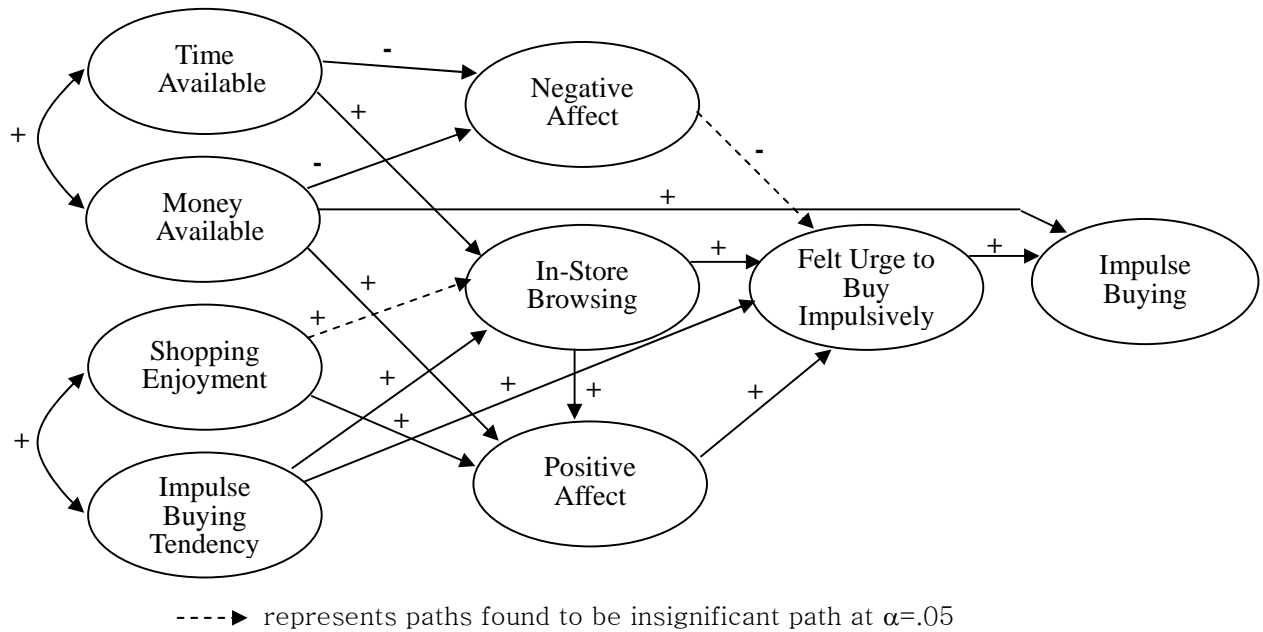 Time
Available
-
Negative
Affect
+
+
-
-
Money
Available
+
+
Felt Urge to
Buy
Impulsively
+
+
In-Store
Browsing
Impulse
Buying
+
+
Shopping
Enjoyment
+
+
+
+
+
+
Positive
Affect
Impulse
Buying
Tendency
represents paths found to be insignificant path at α=.05